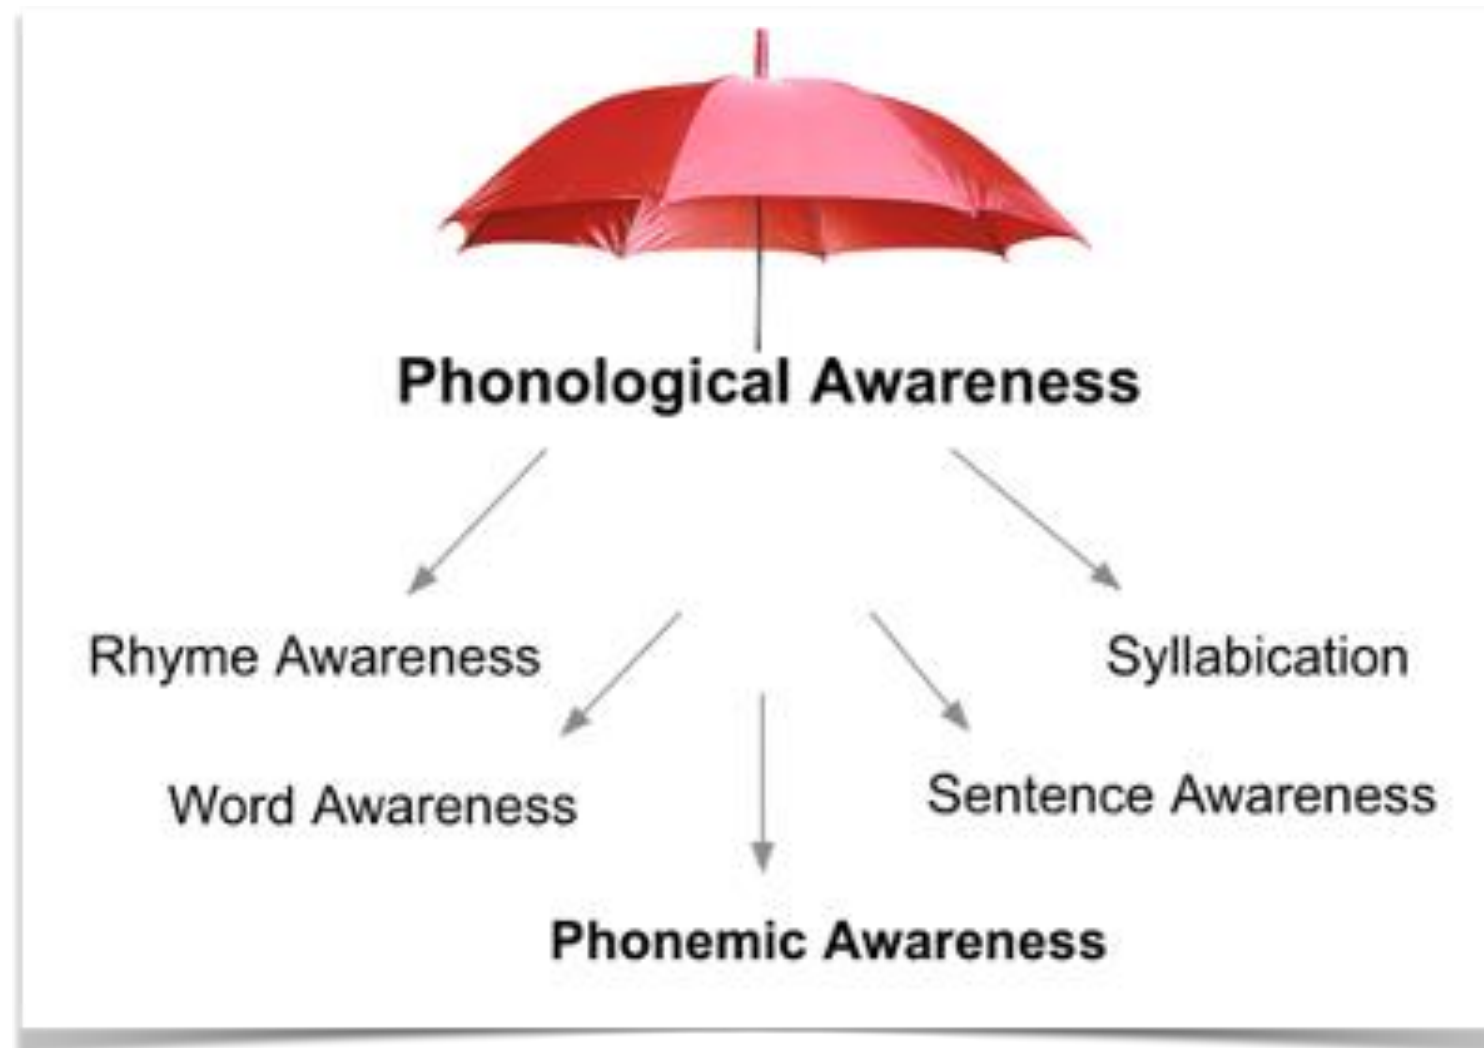 Phonological Awareness
Rhyme Awareness
Syllabication
Word Awareness
Sentence Awareness
Phonemic Awareness